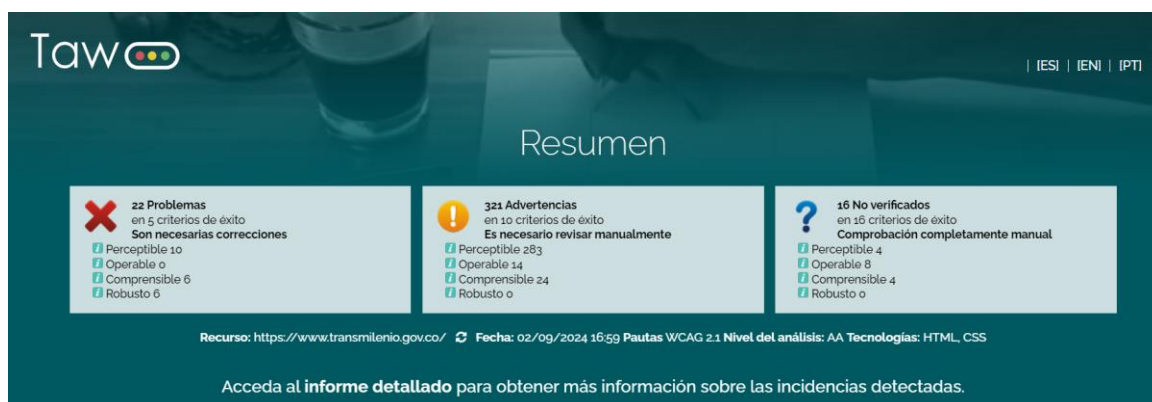 Taw
| [ES] | [EN] | [PT]
Resumen
22 Problemas
en 5 criterios de éxito
Son necesarias correcciones
Perceptible 10
Operable 0
Comprensible 6
Robusto 6
321 Advertencias
en 10 criterios de éxito
Es necesario revisar manualmente
Perceptible 283
Operable 14
Comprensible 24
Robusto 0
16 No verificados
en 16 criterios de éxito
Comprobación completamente manual
Perceptible 4
Operable 8
Comprensible 4
Robusto 0
Recurso: https://www.transmilenio.gov.co/ Fecha: 02/09/2024 16:59 Pautas WCAG 2.1 Nivel del análisis: AA Tecnologías: HTML, CSS
Acceda al informe detallado para obtener más información sobre las incidencias detectadas.